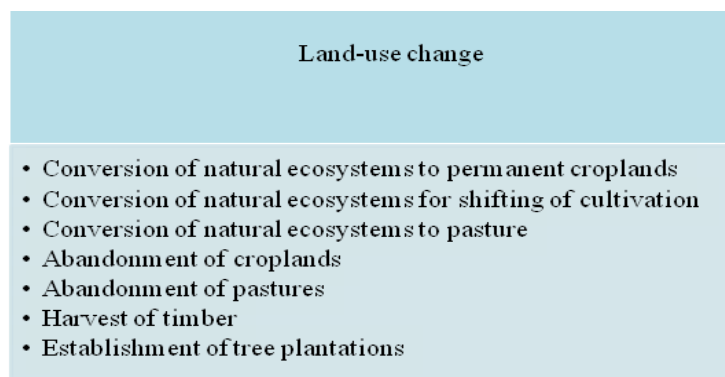 Land-use change
• Conversion of natural ecosystems to permanent croplands
• Conversion of natural ecosystems for shifting of cultivation
• Conversion of natural ecosystems to pasture
• Abandonment of croplands
• Abandonment of pastures
• Harvest of timber
• Establishment of tree plantations